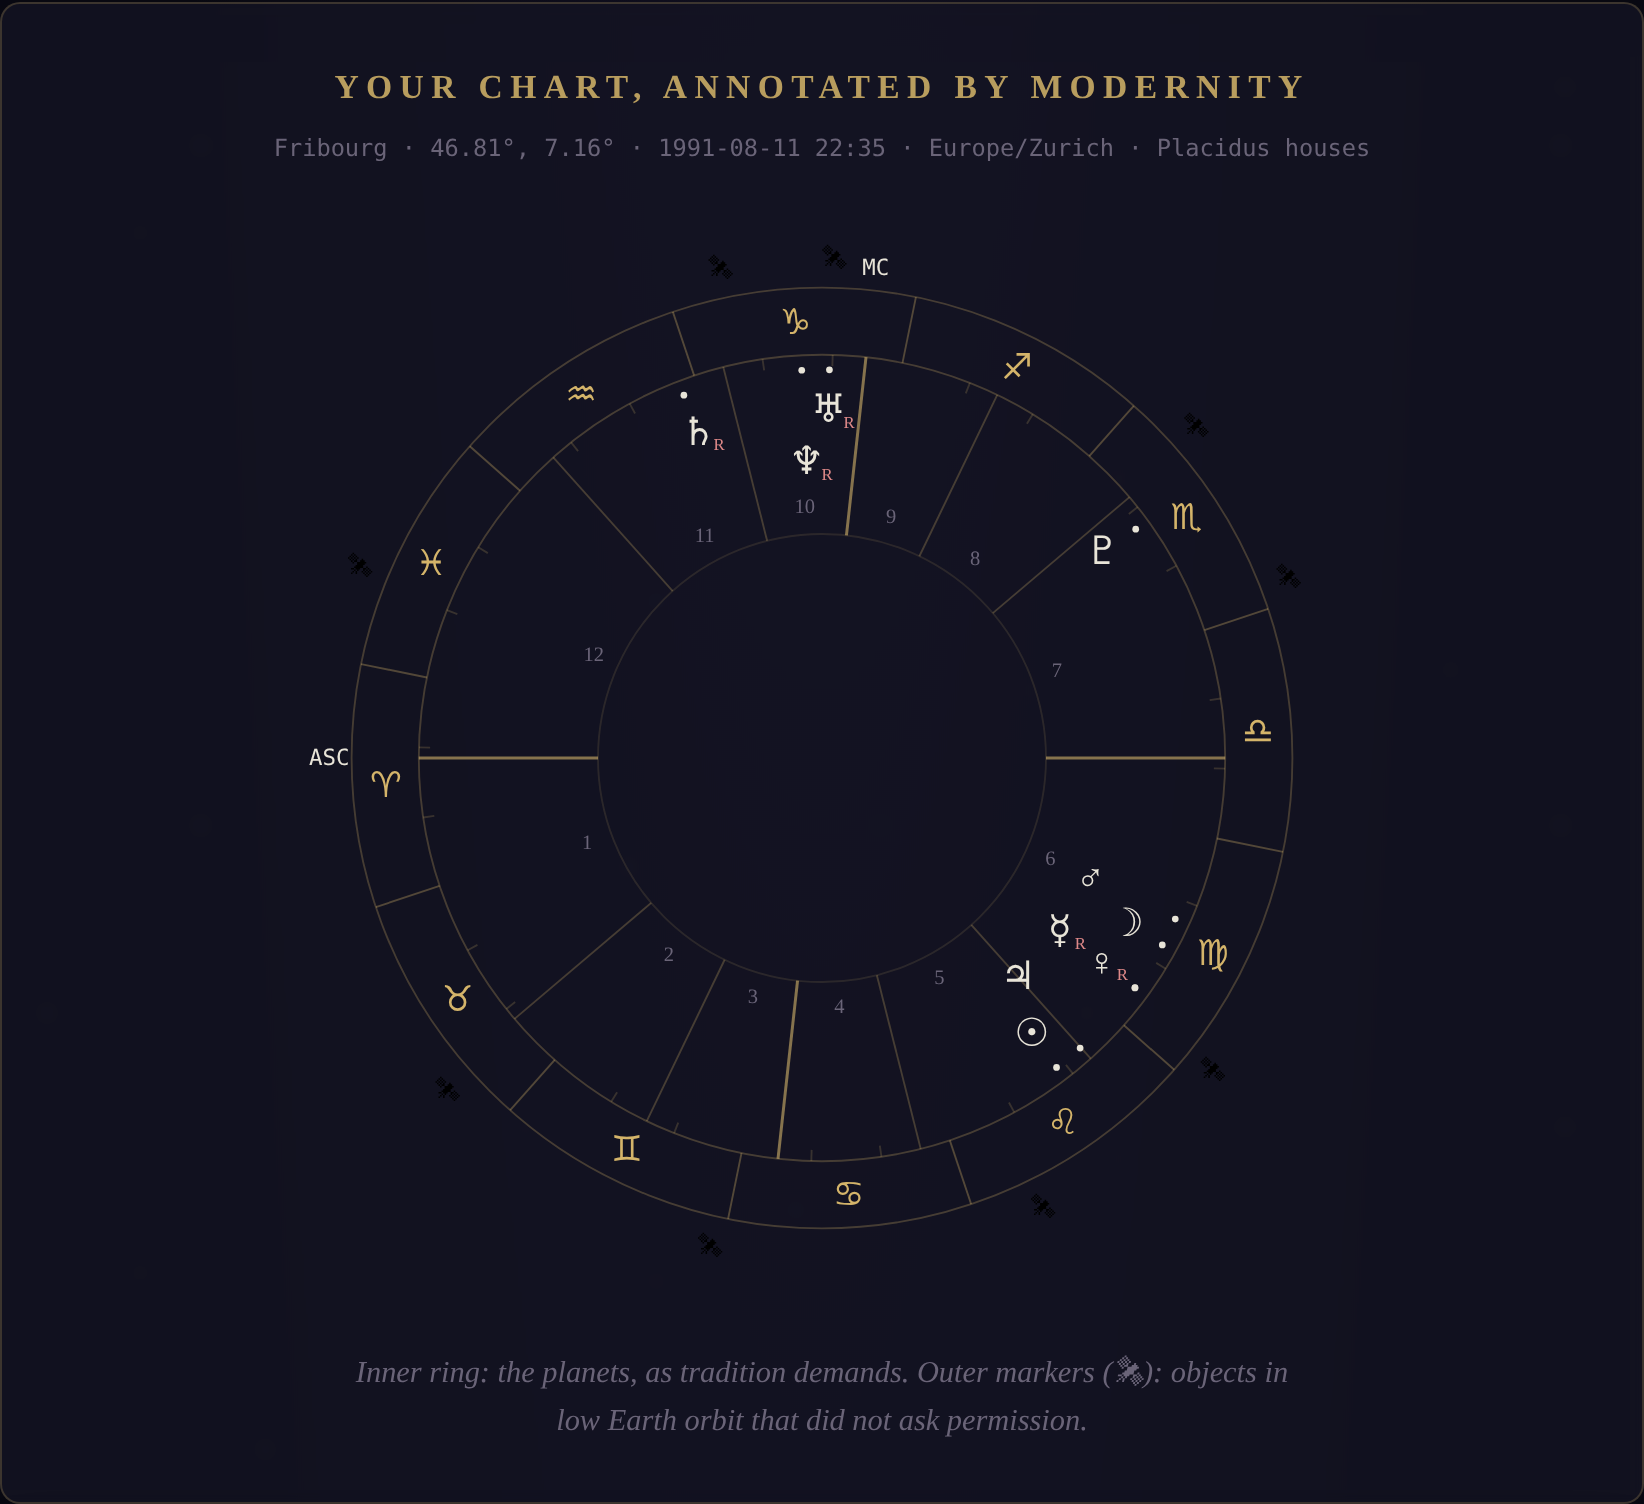 YOUR CHART, ANNOTATED BY MODERNITY
Fribourg · 46.81°, 7.16° · 1991-08-11 22:35 · Europe/Zurich · Placidus houses
MC
♑
♐
♒
♅ R
♄ R
♆ R
10
9
11
8
♏
♇
♓
12
7
♎
ASC
♈
1
6
♂
☽
☿ R
♀ R
♍
2
♃
5
3
4
♉
☉
♌
♊
♋
Inner ring: the planets, as tradition demands. Outer markers (🛰): objects in
low Earth orbit that did not ask permission.